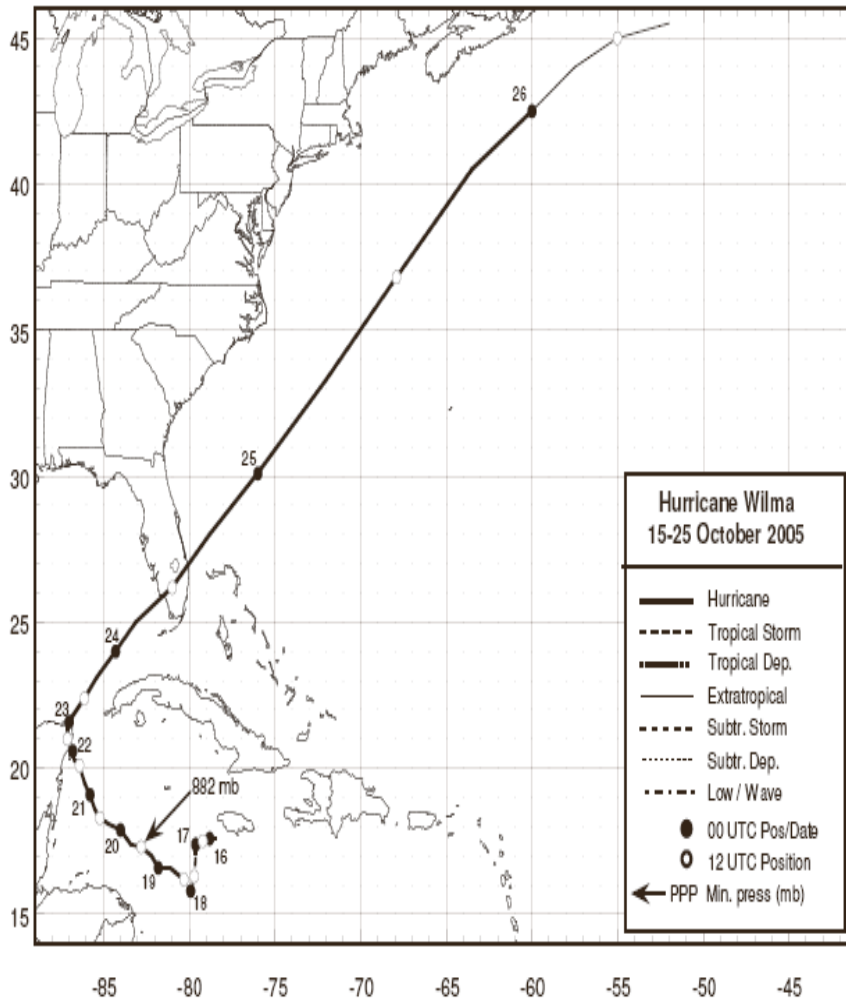 45
26
40
35
25
30
Hurricane Wilma
15-25 October 2005
Hurricane
Tropical Storm
Tropical Dep.
Extratropical
Subtr. Storm
Subtr. Dep.
Low / Wave
00 UTC Pos/Date
12 UTC Position
PPP Min. press (mb)
25
24
23
22
20
882 mb
21
20
17
16
19
18
15
-85
-80
-75
-70
-65
-60
-55
-50
-45